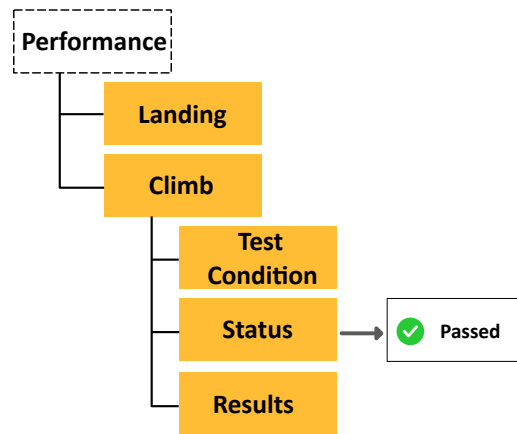 Performance
Landing
Climb
Test
Condition
Status
Passed
Results